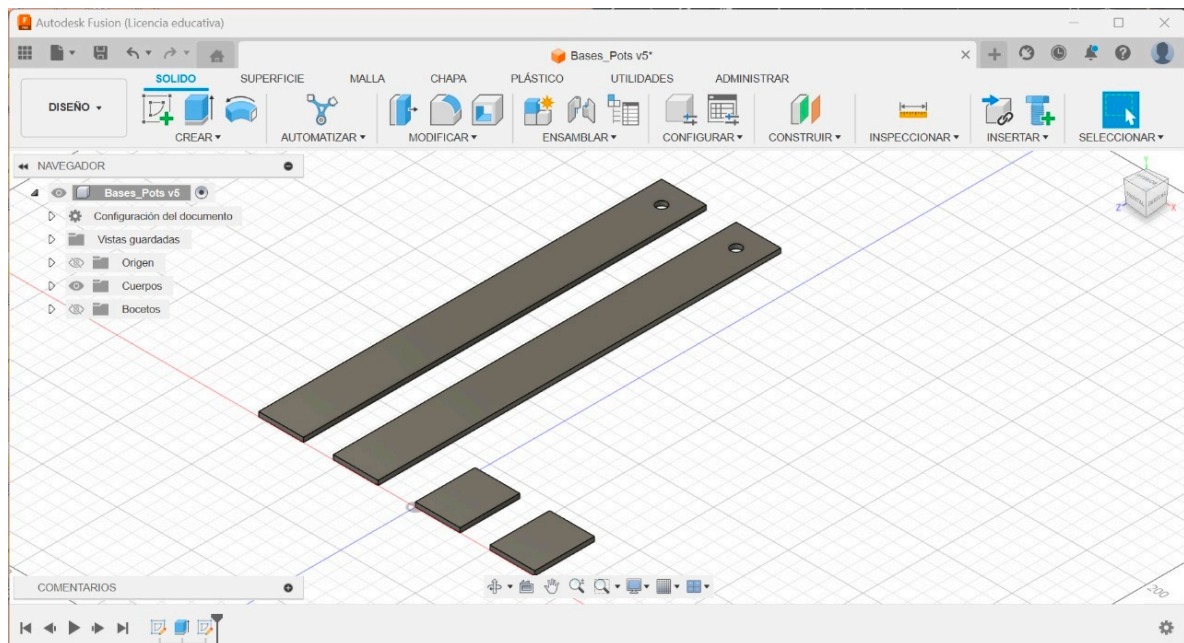 Autodesk Fusion (Licencia educativa)
Bases_Pots v5*
DISEÑO
SOLIDO SUPERFICIE MALLA CHAPA PLÁSTICO UTILIDADES ADMINISTRAR
CREAR AUTOMATIZAR MODIFICAR ENSAMBLAR CONFIGURAR CONSTRUIR INSPECCIONAR INSERTAR SELECCIONAR
NAVEGADOR
Bases_Pots v5
Configuración del documento
Vistas guardadas
Origen
Cuerpos
Bocetos
Y
Z
X
200
COMENTARIOS